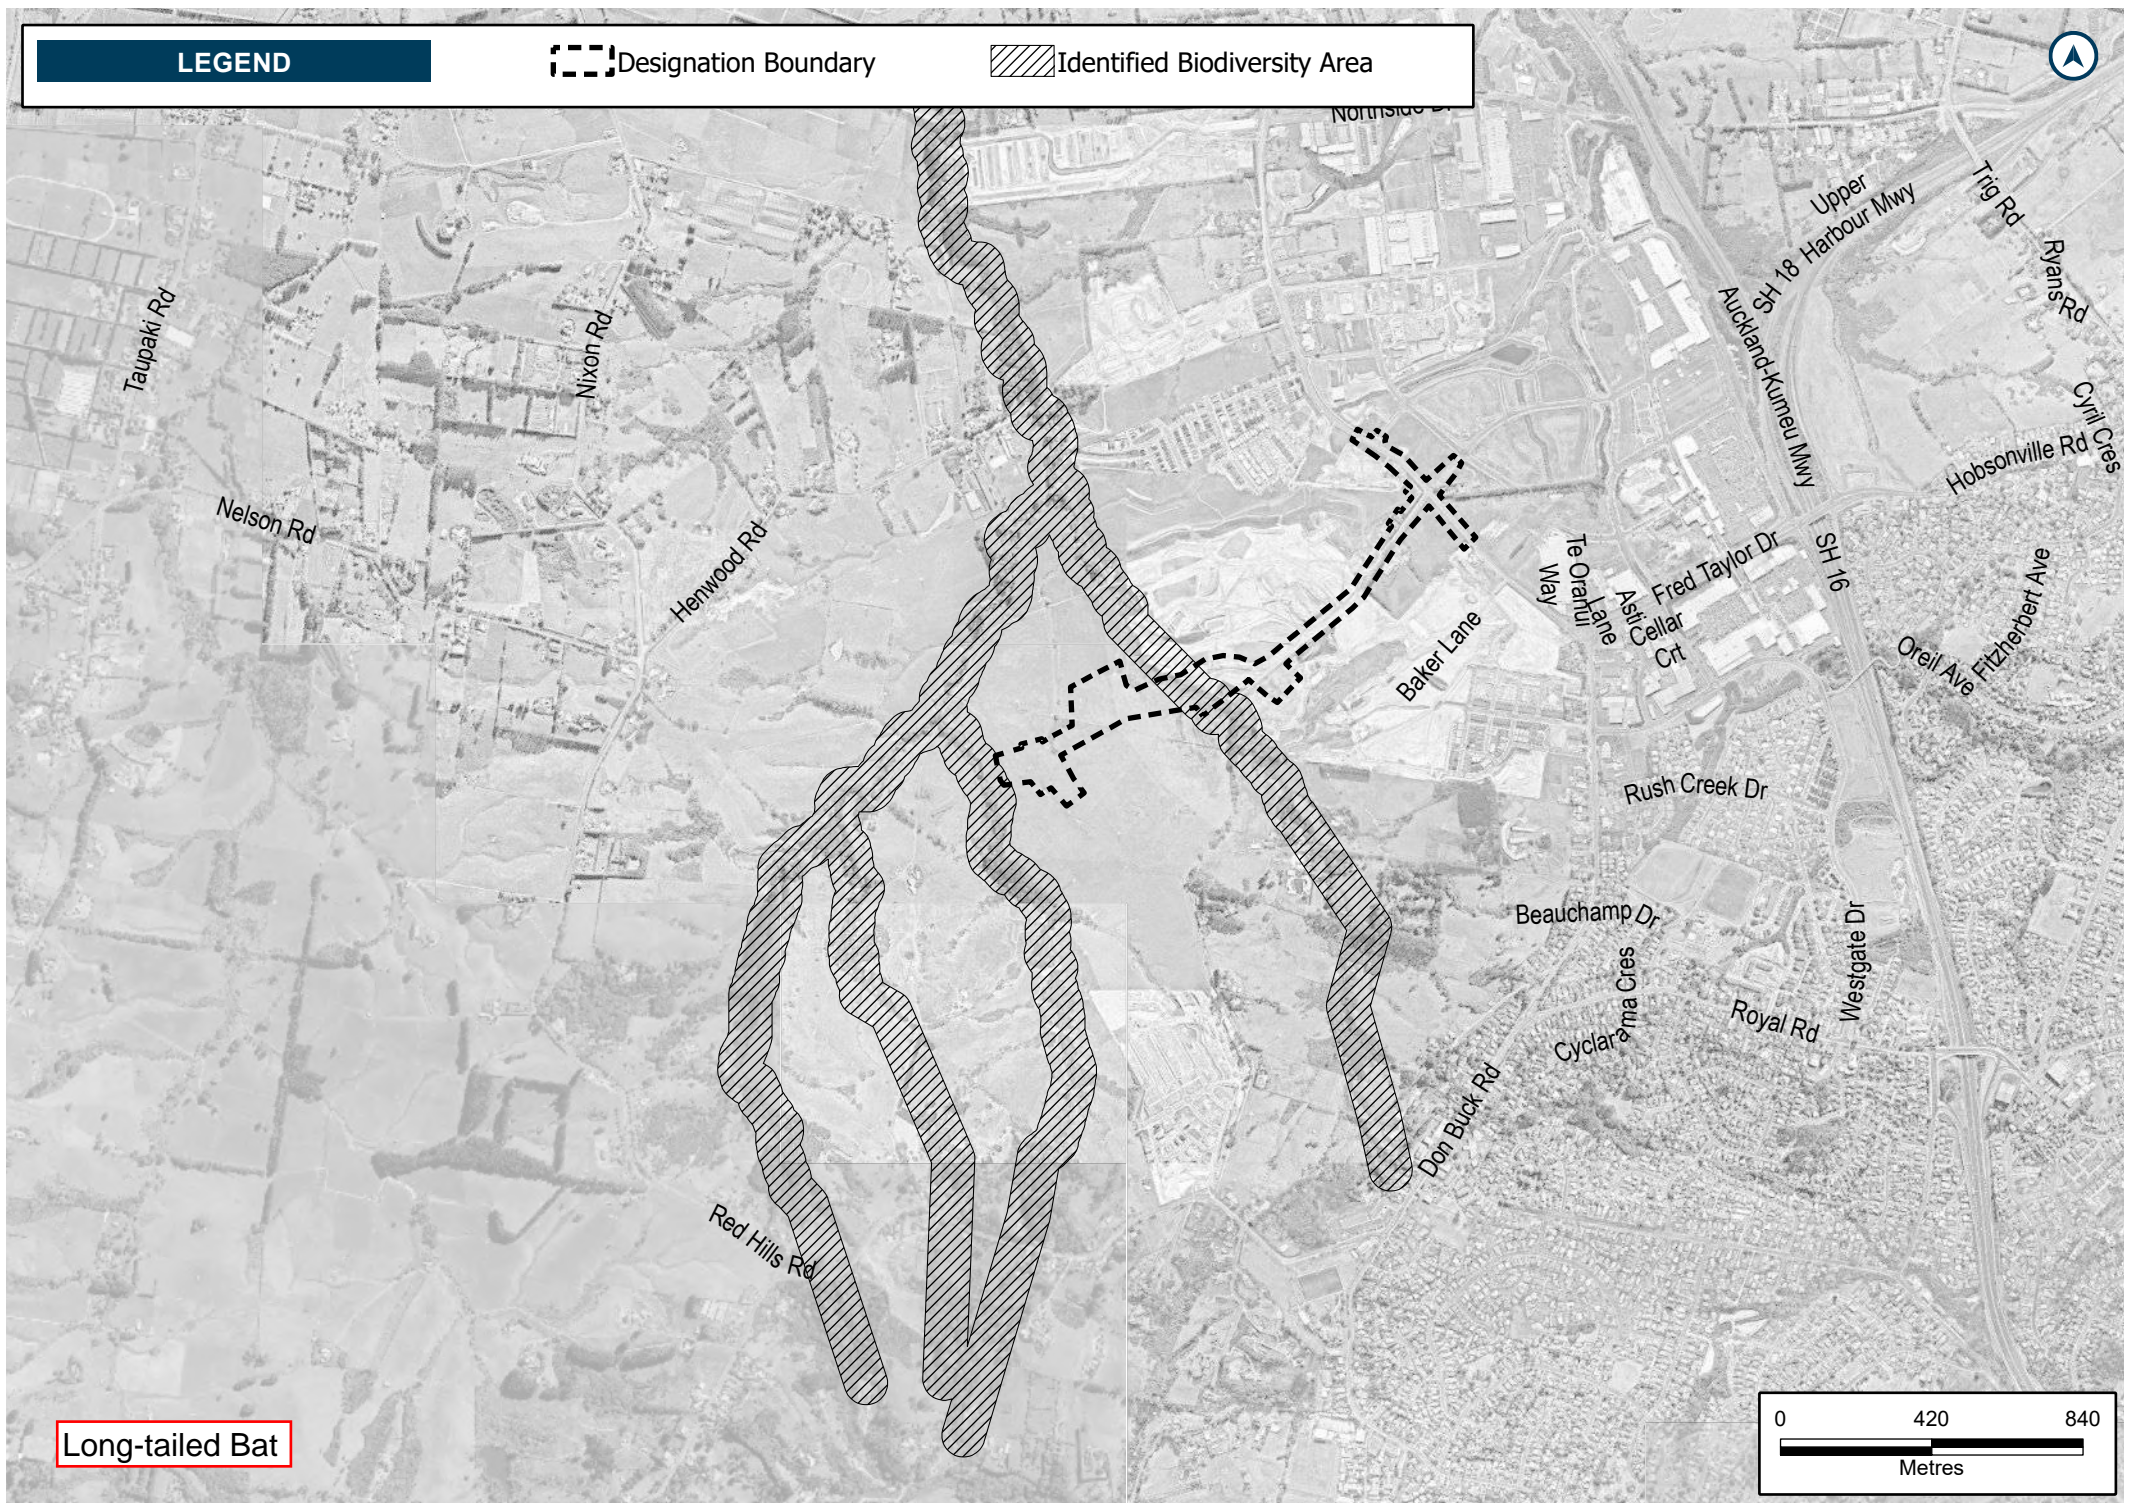 LEGEND
Designation Boundary
Identified Biodiversity Area
Northside Dr
Upper
Harbour Mwy
SH 18
Trig Rd
Ryans Rd
Taupaki Rd
Nixon Rd
Auckland-Kumeu Mwy
Cyril Cres
Hobsonville Rd
Nelson Rd
Henwood Rd
Te Oranui
Way
Asti
Lane
Fred Taylor Dr
SH 16
Cellar
Crt
Baker Lane
Oreil Ave
Fitzherbert Ave
Rush Creek Dr
Beauchamp Dr
Cyclarama Cres
Westgate Dr
Royal Rd
Don Buck Rd
Red Hills Rd
Long-tailed Bat
0 420 840
Metres